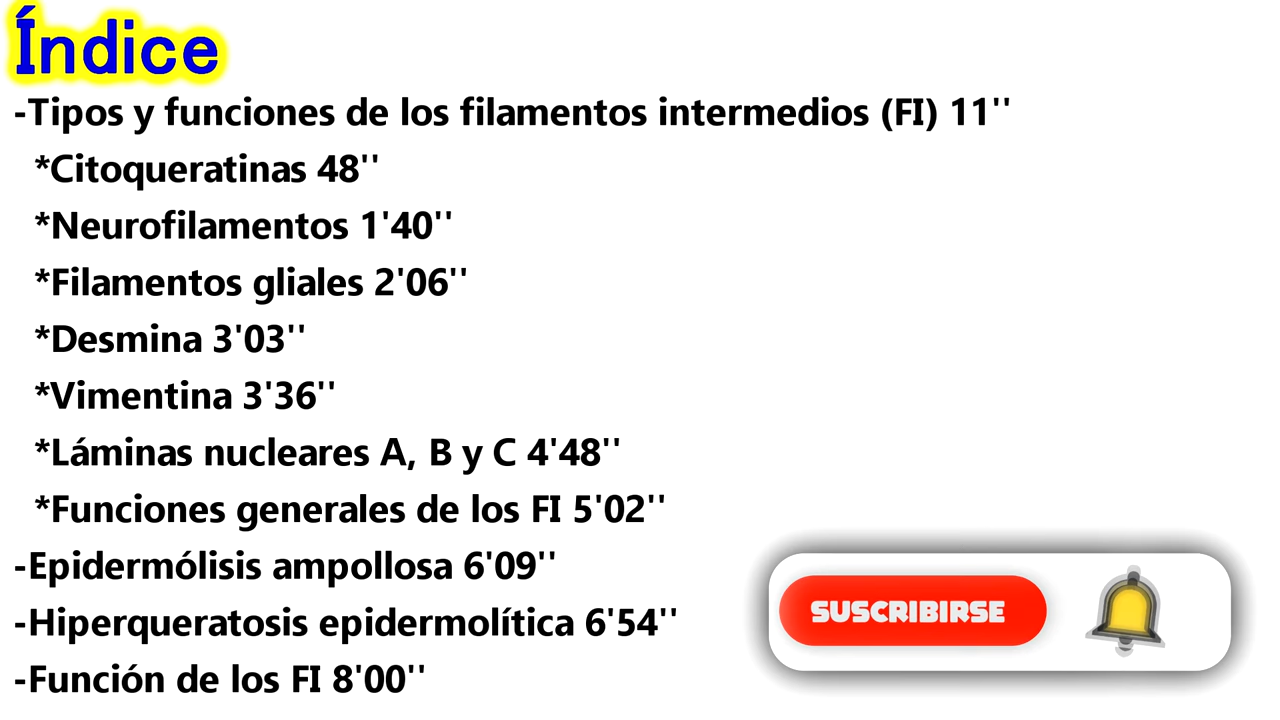 Índice
-Tipos y funciones de los filamentos intermedios (FI) 11''
*Citoqueratinas 48''
*Neurofilamentos 1'40''
*Filamentos gliales 2'06''
*Desmina 3'03''
*Vimentina 3'36''
*Láminas nucleares A, B y C 4'48''
*Funciones generales de los FI 5'02''
-Epidermólisis ampollosa 6'09''
-Hiperqueratosis epidermolítica 6'54''
-Función de los FI 8'00''
SUSCRIBIRSE